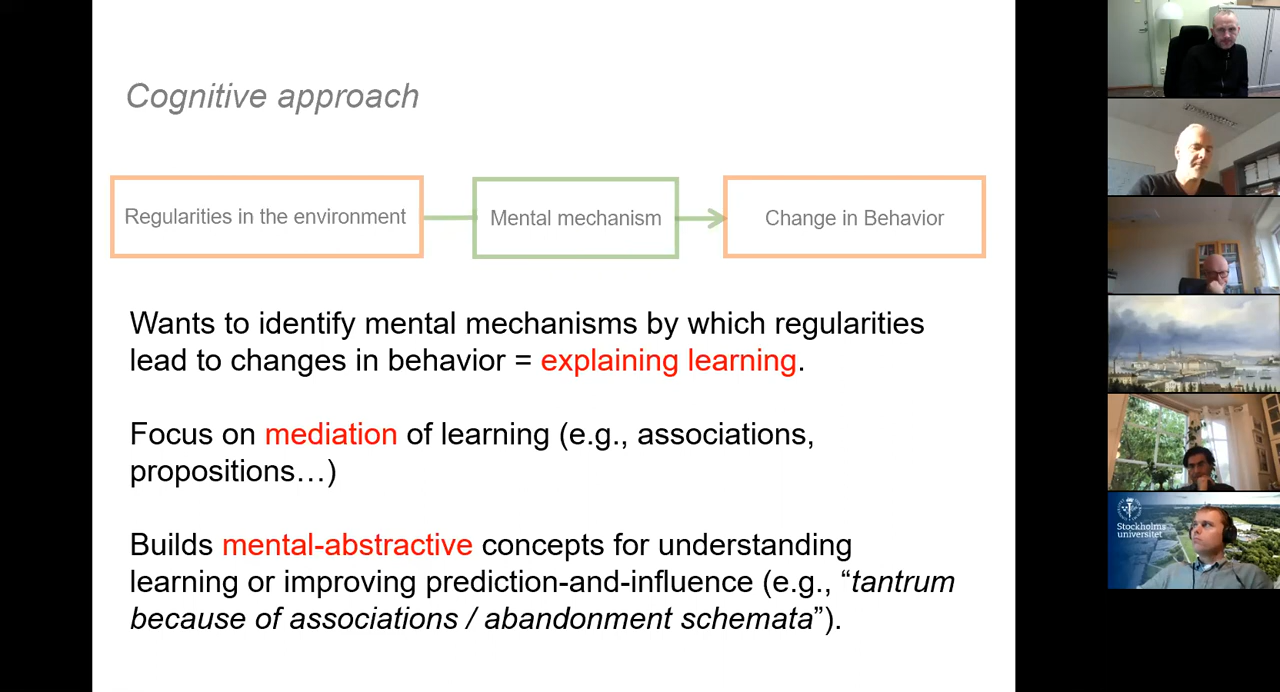 Cognitive approach
Regularities in the environment
Mental mechanism
Change in Behavior
Wants to identify mental mechanisms by which regularities
lead to changes in behavior = explaining learning.
Focus on mediation of learning (e.g., associations,
propositions…)
Builds mental-abstractive concepts for understanding
learning or improving prediction-and-influence (e.g., “tantrum
because of associations / abandonment schemata”).
Stockholms
universitet